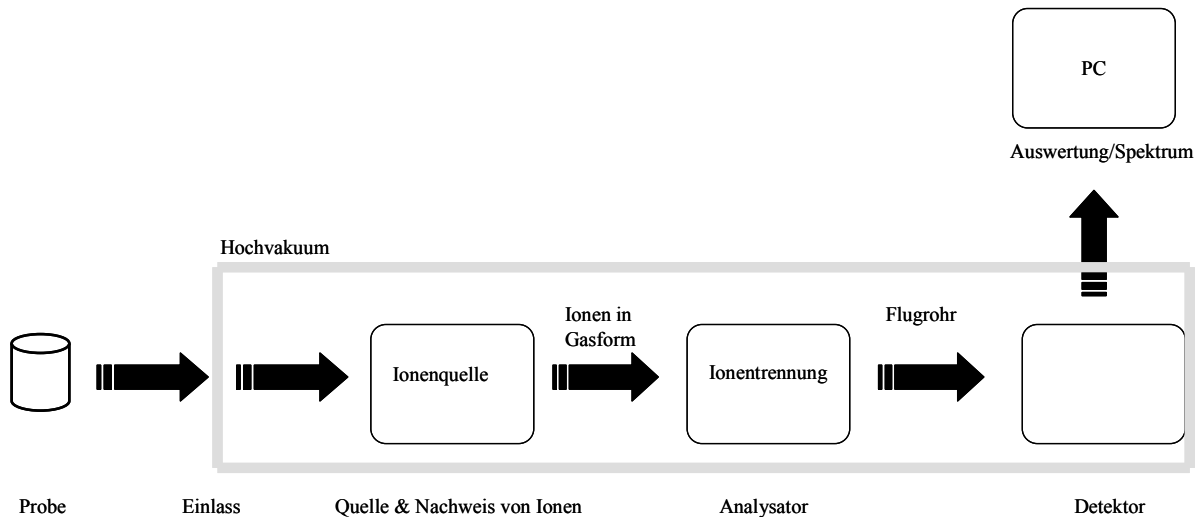 PC
Auswertung/Spektrum
Hochvakuum
Ionen in
Gasform
Flugrohr
Ionenquelle
Ionentrennung
Probe
Einlass
Quelle & Nachweis von Ionen
Analysator
Detektor